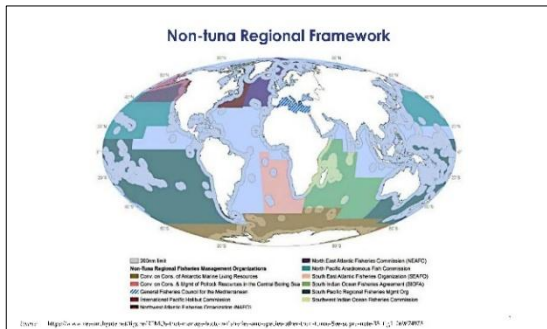 Non-tuna Regional Framework
200nm limit
Non-Tuna Regional Fisheries Management Organizations
Conv. on Cons. of Antarctic Marine Living Resources
Conv. on Cons. & Mgmt of Pollock Resources in the Central Bering Sea
General Fisheries Council for the Mediterranean
International Pacific Halibut Commission
Northwest Atlantic Fisheries Organization (NAFO)
North East Atlantic Fisheries Commission (NEAFC)
North Pacific Anadromous Fish Commission
South East Atlantic Fisheries Organisation (SEAFO)
South Indian Ocean Fisheries Agreement (SIOFA)
South Pacific Regional Fisheries Mgmt Org.
Southwest Indian Ocean Fisheries Commission